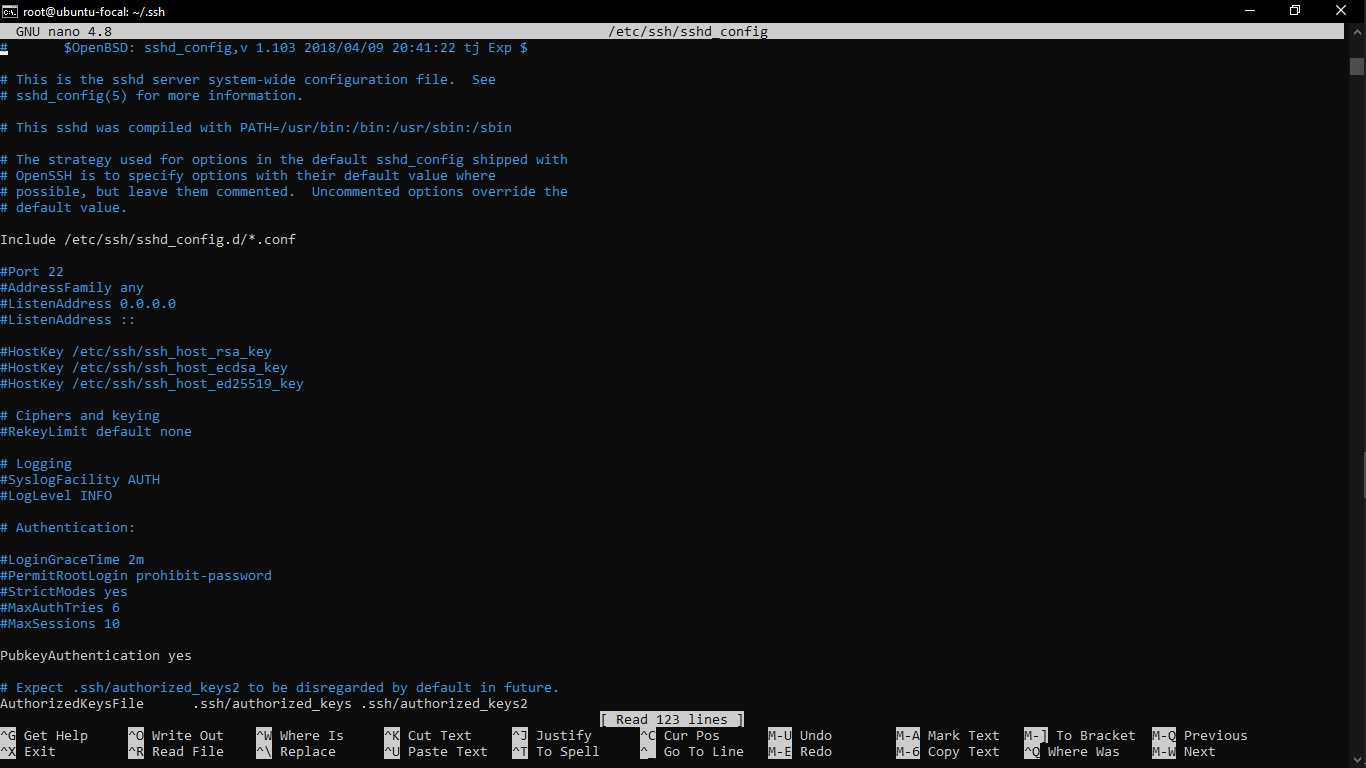 root@ubuntu-focal: ~/.ssh
GNU nano 4.8 /etc/ssh/sshd_config
# $OpenBSD: sshd_config,v 1.103 2018/04/09 20:41:22 tj Exp $
# This is the sshd server system-wide configuration file. See
# sshd_config(5) for more information.
# This sshd was compiled with PATH=/usr/bin:/bin:/usr/sbin:/sbin
# The strategy used for options in the default sshd_config shipped with
# OpenSSH is to specify options with their default value where
# possible, but leave them commented. Uncommented options override the
# default value.
Include /etc/ssh/sshd_config.d/*.conf
#Port 22
#AddressFamily any
#ListenAddress 0.0.0.0
#ListenAddress ::
#HostKey /etc/ssh/ssh_host_rsa_key
#HostKey /etc/ssh/ssh_host_ecdsa_key
#HostKey /etc/ssh/ssh_host_ed25519_key
# Ciphers and keying
#RekeyLimit default none
# Logging
#SyslogFacility AUTH
#LogLevel INFO
# Authentication:
#LoginGraceTime 2m
#PermitRootLogin prohibit-password
#StrictModes yes
#MaxAuthTries 6
#MaxSessions 10
PubkeyAuthentication yes
# Expect .ssh/authorized_keys2 to be disregarded by default in future.
AuthorizedKeysFile .ssh/authorized_keys .ssh/authorized_keys2
[ Read 123 lines ]
^G Get Help ^O Write Out ^W Where Is ^K Cut Text ^J Justify ^C Cur Pos M-U Undo M-A Mark Text M-] To Bracket M-Q Previous
^X Exit ^R Read File ^\ Replace ^U Paste Text ^T To Spell ^_ Go To Line M-E Redo M-6 Copy Text ^Q Where Was M-W Next